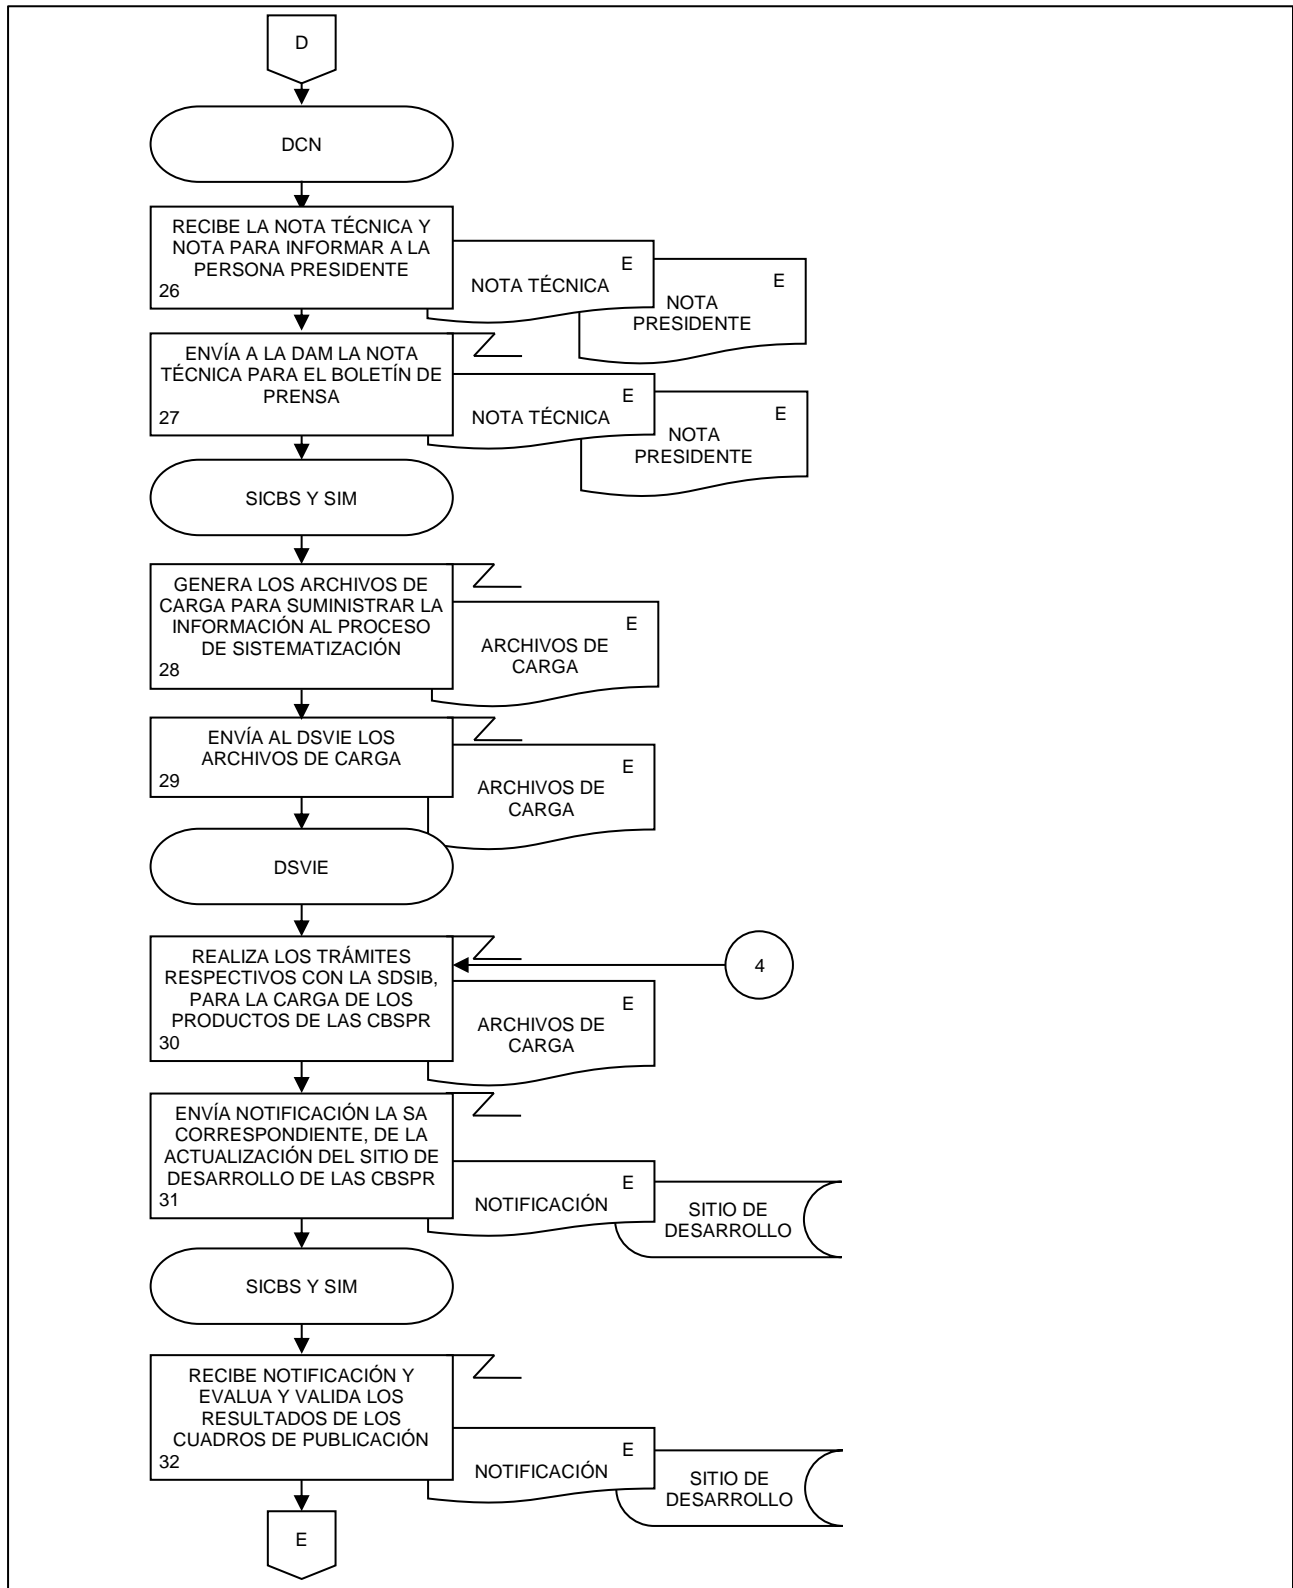 D
DCN
RECIBE LA NOTA TÉCNICA Y
NOTA PARA INFORMAR A LA
PERSONA PRESIDENTE
26
E
NOTA TÉCNICA
E
NOTA
PRESIDENTE
ENVÍA A LA DAM LA NOTA
TÉCNICA PARA EL BOLETÍN DE
PRENSA
27
E
NOTA TÉCNICA
E
NOTA
PRESIDENTE
SICBS Y SIM
GENERA LOS ARCHIVOS DE
CARGA PARA SUMINISTRAR LA
INFORMACIÓN AL PROCESO
DE SISTEMATIZACIÓN
28
E
ARCHIVOS DE
CARGA
ENVÍA AL DSVIE LOS
ARCHIVOS DE CARGA
29
E
ARCHIVOS DE
CARGA
DSVIE
REALIZA LOS TRÁMITES
RESPECTIVOS CON LA SDSIB,
PARA LA CARGA DE LOS
PRODUCTOS DE LAS CBSPR
30
4
E
ARCHIVOS DE
CARGA
ENVÍA NOTIFICACIÓN LA SA
CORRESPONDIENTE, DE LA
ACTUALIZACIÓN DEL SITIO DE
DESARROLLO DE LAS CBSPR
31
E
NOTIFICACIÓN
SITIO DE
DESARROLLO
SICBS Y SIM
RECIBE NOTIFICACIÓN Y
EVALUA Y VALIDA LOS
RESULTADOS DE LOS
CUADROS DE PUBLICACIÓN
32
E
NOTIFICACIÓN
SITIO DE
DESARROLLO
E